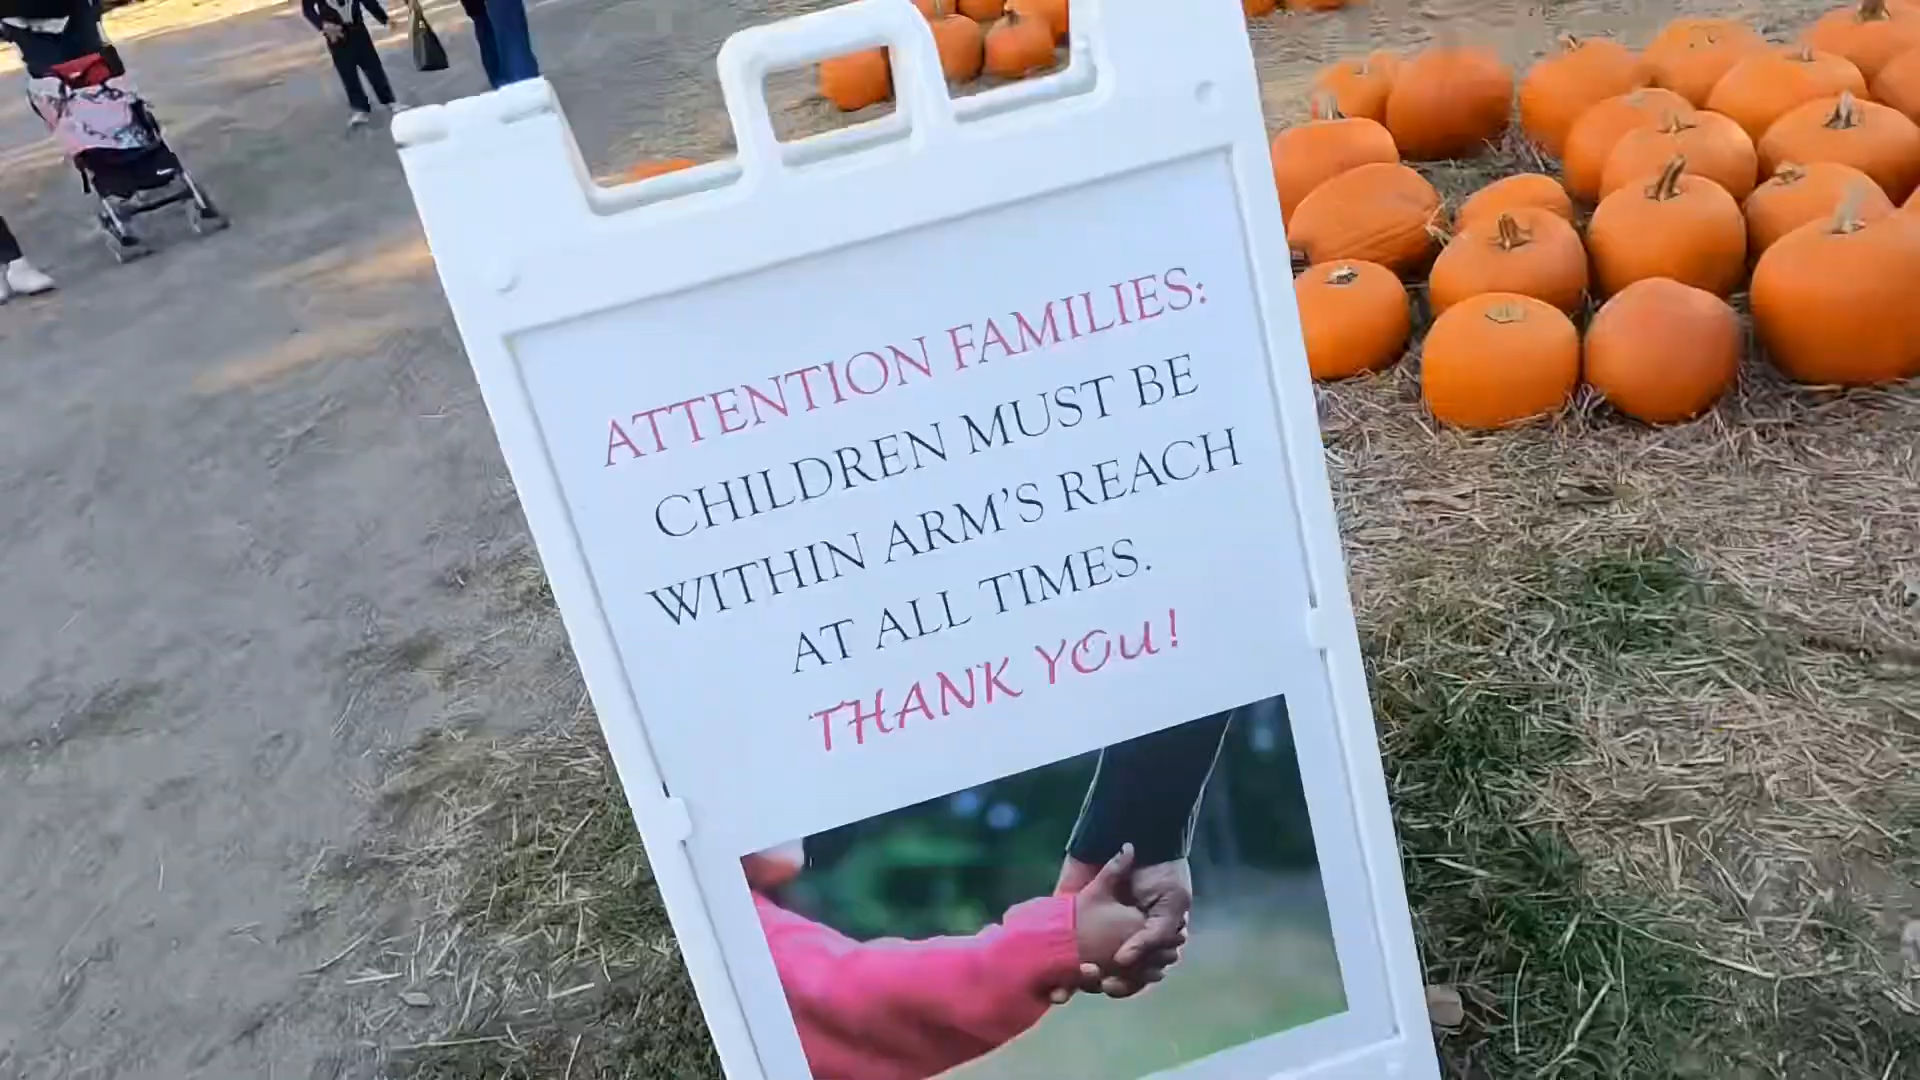 ATTENTION FAMILIES:
CHILDREN MUST BE
WITHIN ARM'S REACH
AT ALL TIMES.
THANK YOU!